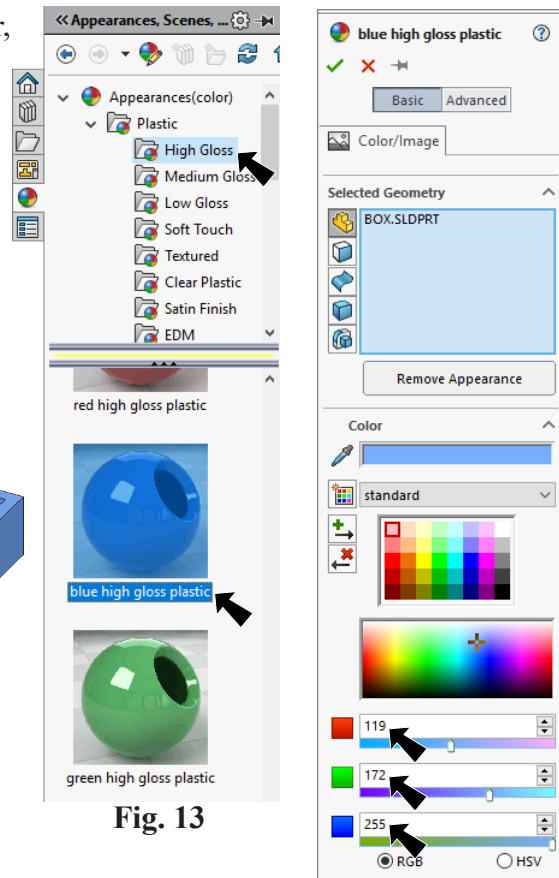 r,
Appearances, Scenes, ...
Appearances(color)
Plastic
High Gloss
Medium Gloss
Low Gloss
Soft Touch
Textured
Clear Plastic
Satin Finish
EDM
red high gloss plastic
blue high gloss plastic
green high gloss plastic
Fig. 13
blue high gloss plastic
Basic
Advanced
Color/Image
Selected Geometry
BOX.SLDPRT
Remove Appearance
Color
standard
119
172
255
RGB
HSV